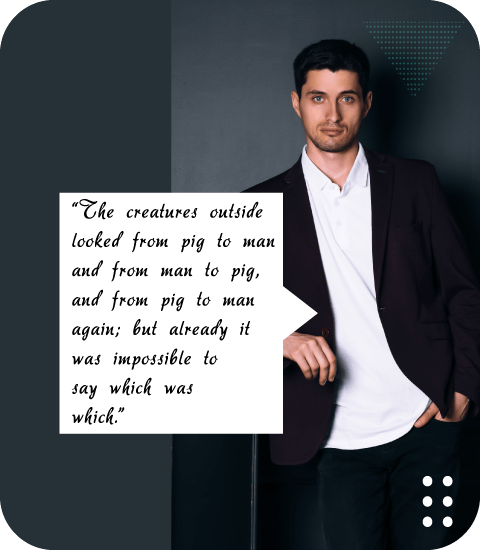 “The creatures outside
looked from pig to man
and from man to pig,
and from pig to man
again; but already it
was impossible to
say which was
which.”